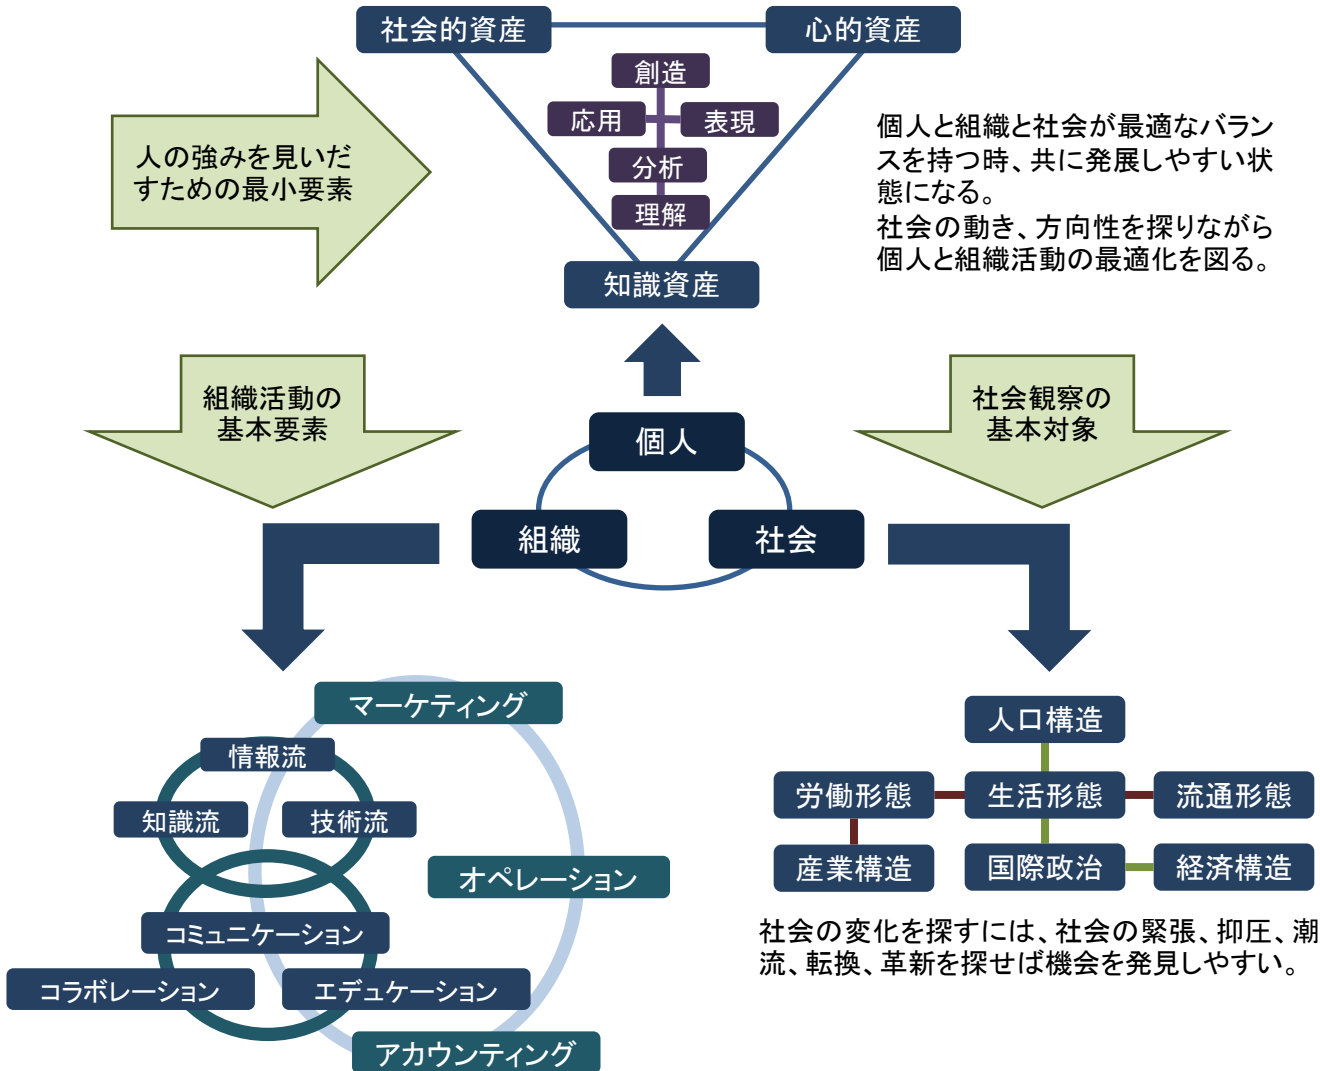 社会的資産
心的資産
創造
応用
表現
分析
理解
知識資産
人の強みを見いだ
すための最小要素
個人と組織と社会が最適なバラン
スを持つ時、共に発展しやすい状
態になる。
社会の動き、方向性を探りながら
個人と組織活動の最適化を図る。
組織活動の
基本要素
社会観察の
基本対象
個人
組織
社会
マーケティング
情報流
知識流
技術流
オペレーション
コミュニケーション
コラボレーション
エデュケーション
アカウンティング
人口構造
労働形態
生活形態
流通形態
産業構造
国際政治
経済構造
社会の変化を探すには、社会の緊張、抑圧、潮
流、転換、革新を探せば機会を発見しやすい。